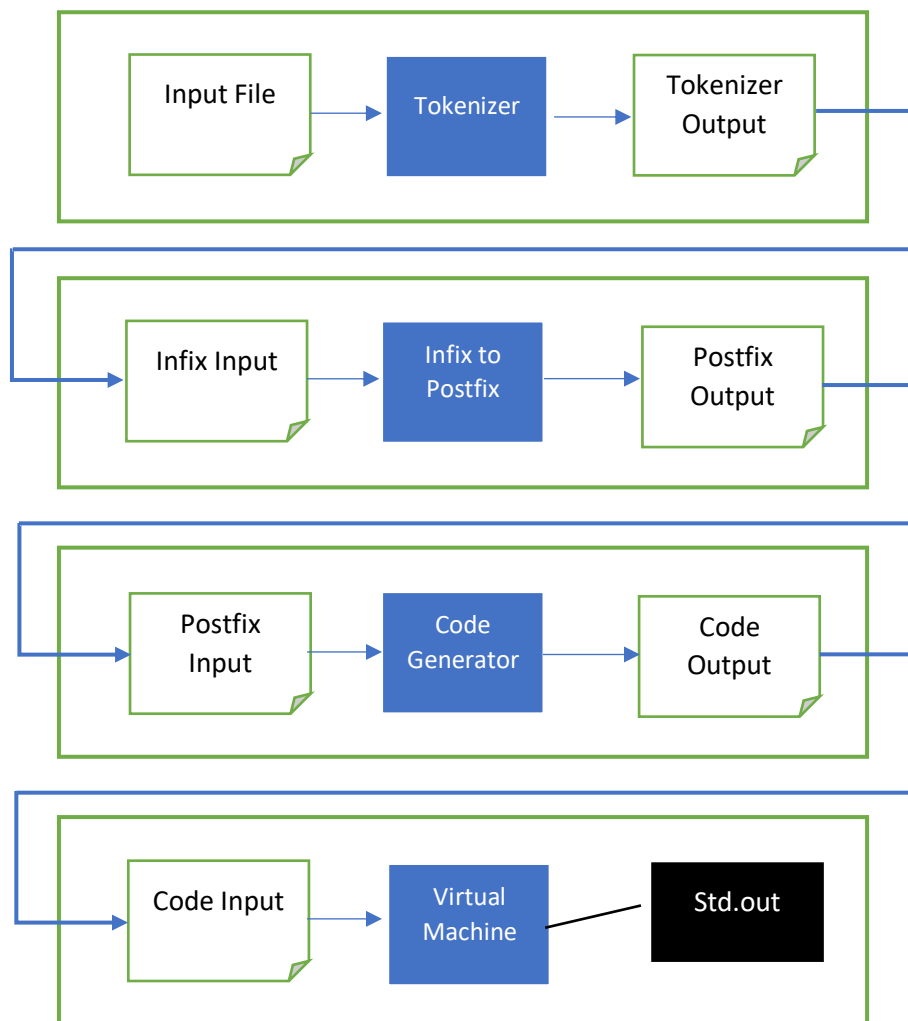 Input File
Tokenizer
Tokenizer
Output
Infix Input
Infix to
Postfix
Postfix
Output
Postfix
Input
Code
Generator
Code
Output
Code Input
Virtual
Machine
Std.out